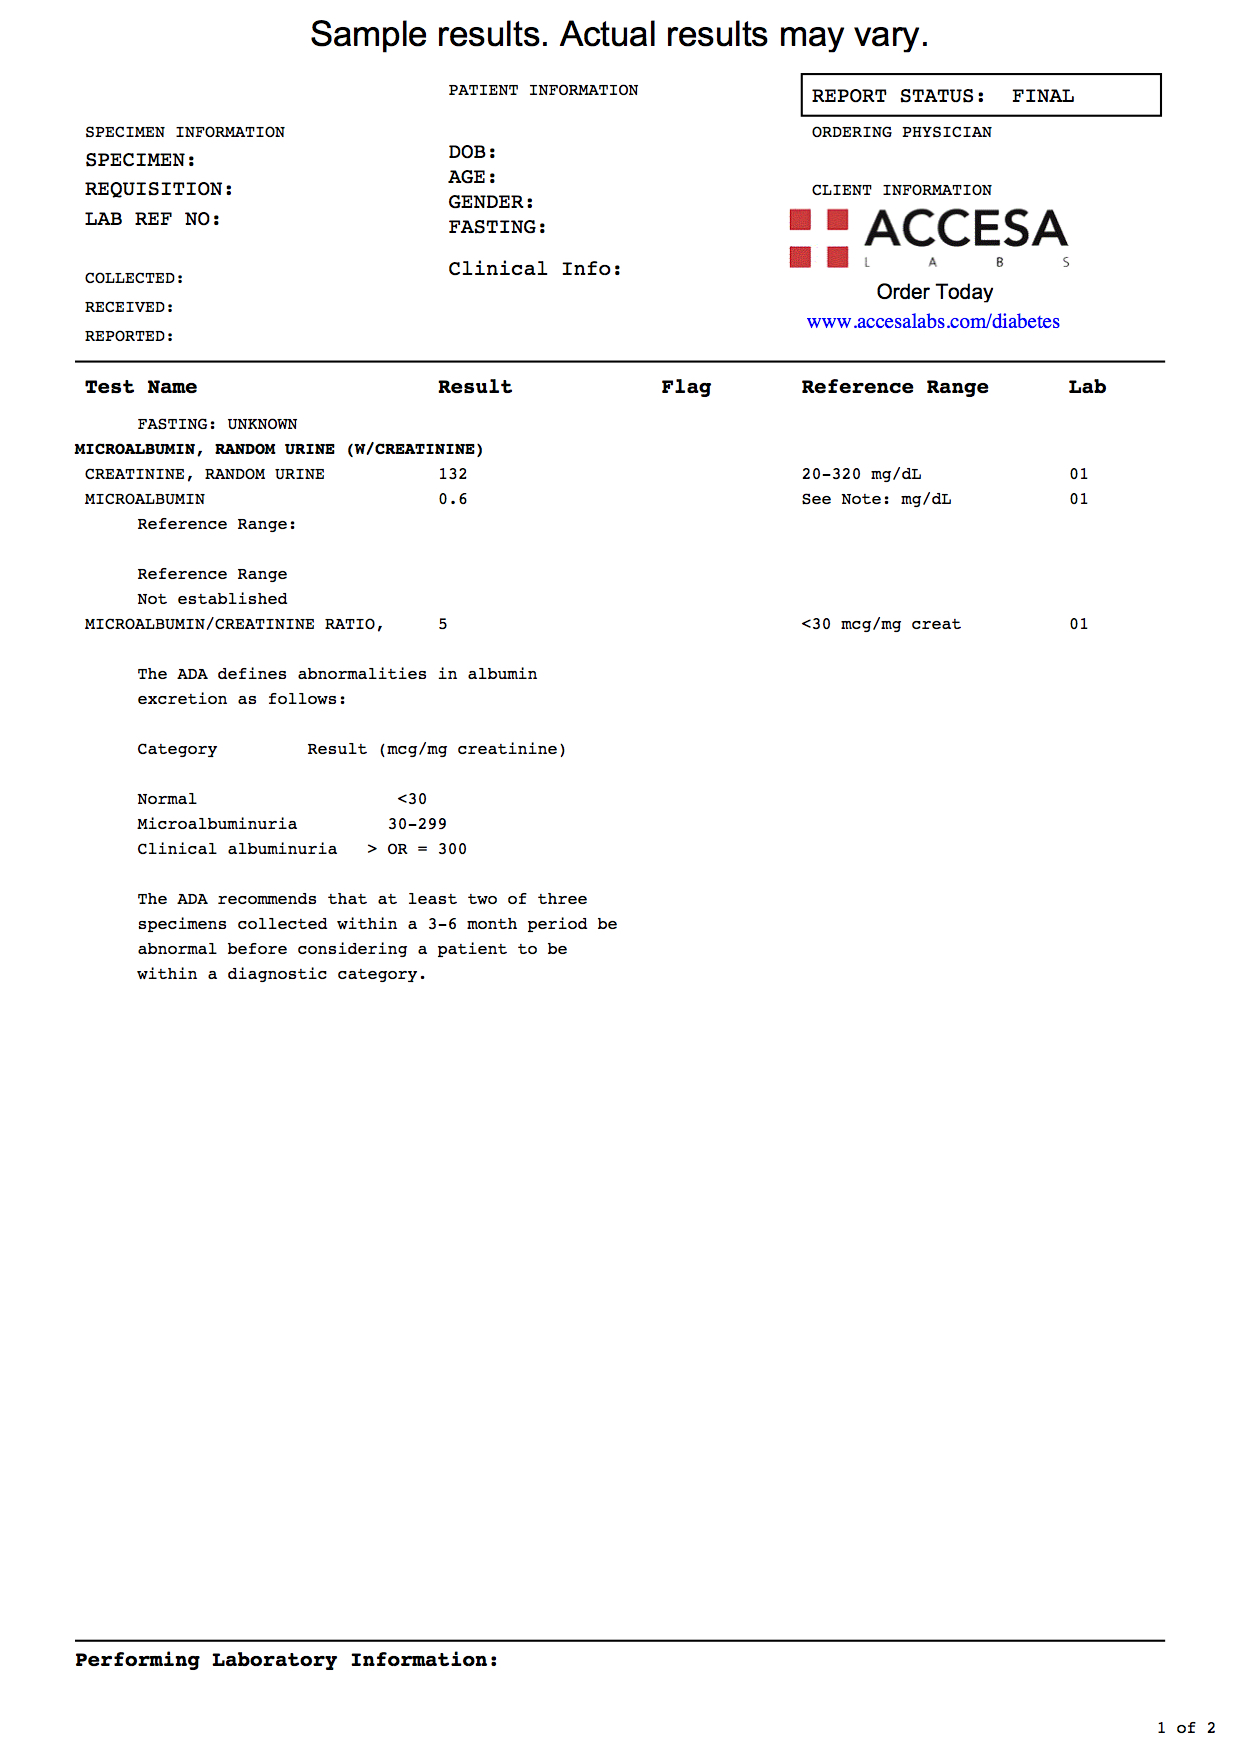 Sample results. Actual results may vary.
PATIENT INFORMATION
REPORT STATUS: FINAL
SPECIMEN INFORMATION
ORDERING PHYSICIAN
SPECIMEN:
DOB:
REQUISITION:
AGE:
CLIENT INFORMATION
LAB REF NO:
GENDER:
FASTING:
ACCESA
LABS
COLLECTED:
Clinical Info:
Order Today
RECEIVED:
www.accesalabs.com/diabetes
REPORTED:
Test Name Result Flag Reference Range Lab
FASTING: UNKNOWN
MICROALBUMIN, RANDOM URINE (W/CREATININE)
CREATININE, RANDOM URINE 132 20-320 mg/dL 01
MICROALBUMIN 0.6 See Note: mg/dL 01
Reference Range:
Reference Range
Not established
MICROALBUMIN/CREATININE RATIO, 5 <30 mcg/mg creat 01
The ADA defines abnormalities in albumin
excretion as follows:
Category Result (mcg/mg creatinine)
Normal <30
Microalbuminuria 30-299
Clinical albuminuria > OR = 300
The ADA recommends that at least two of three
specimens collected within a 3-6 month period be
abnormal before considering a patient to be
within a diagnostic category.
Performing Laboratory Information:
1 of 2